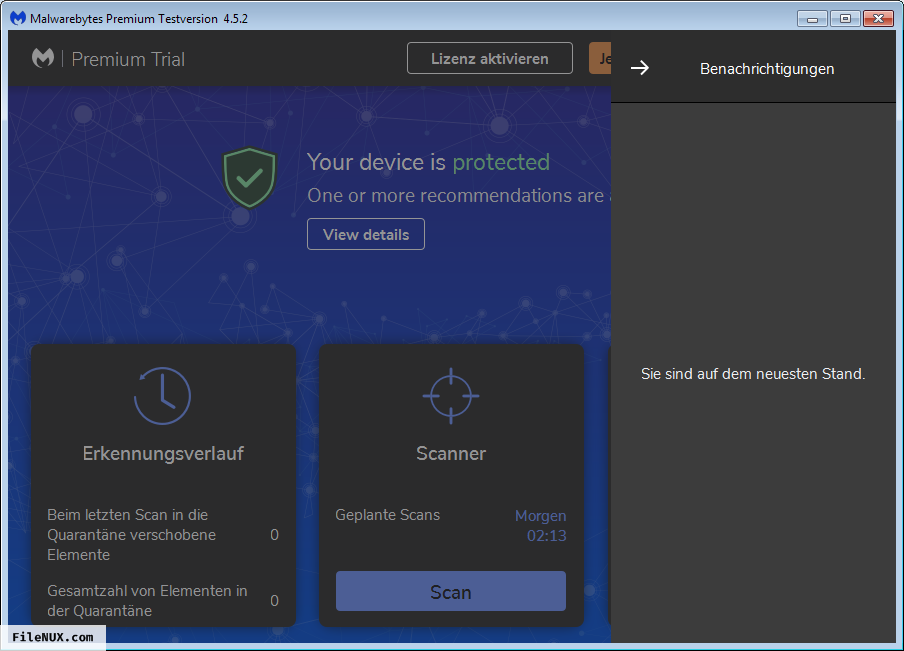 Malwarebytes Premium Testversion 4.5.2
Premium Trial
Lizenz aktivieren
Je
Benachrichtigungen
Your device is protected
One or more recommendations are
View details
Sie sind auf dem neuesten Stand.
Erkennungsverlauf
Beim letzten Scan in die
Quarantäne verschobene
Elemente
0
Gesamtzahl von Elementen in
der Quarantäne
0
Scanner
Geplante Scans
Morgen
02:13
Scan
FileNUX.com